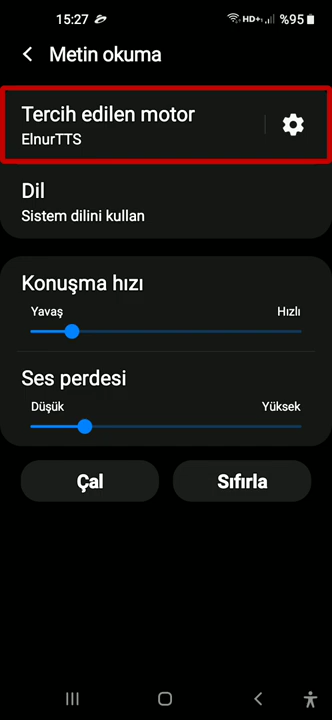 15:27 HD+ %95
Metin okuma
Tercih edilen motor
ElnurTTS
Dil
Sistem dilini kullan
Konuşma hızı
Yavaş Hızlı
Ses perdesi
Düşük Yüksek
Çal Sıfırla